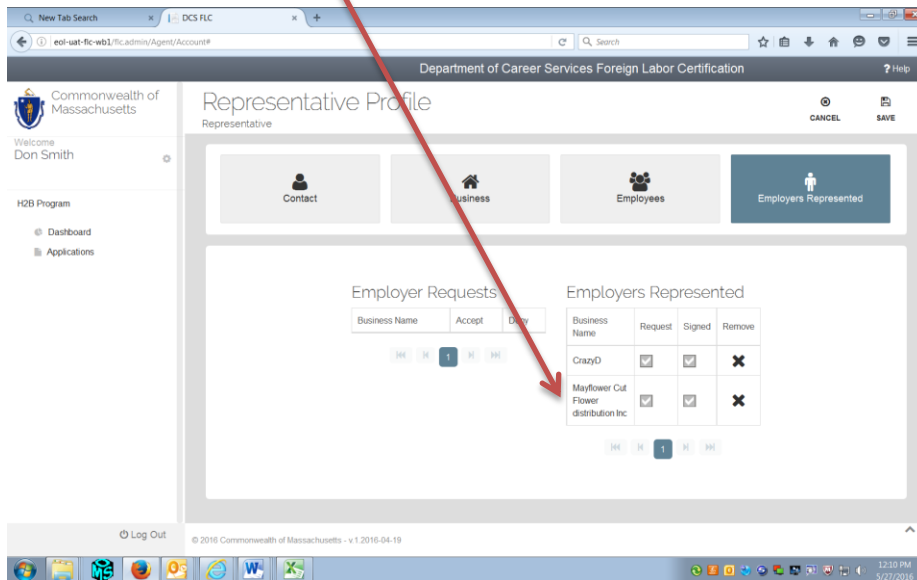 New Tab Search
DCS FLC
eol-uat-flc-wb1/flc.admin/Agent/Account#
Search
Department of Career Services Foreign Labor Certification
? Help
Commonwealth of
Massachusetts
Representative Profile
Representative
CANCEL
SAVE
Welcome
Don Smith
Contact
Business
Employees
Employers Represented
H2B Program
Dashboard
Applications
Employer Requests
Business Name Accept Deny
1
Employers Represented
Business
Name Request Signed Remove
CrazyD
Mayflower Cut
Flower
distribution Inc
1
Log Out
© 2016 Commonwealth of Massachusetts - v 1.2016-04-19
12:10 PM